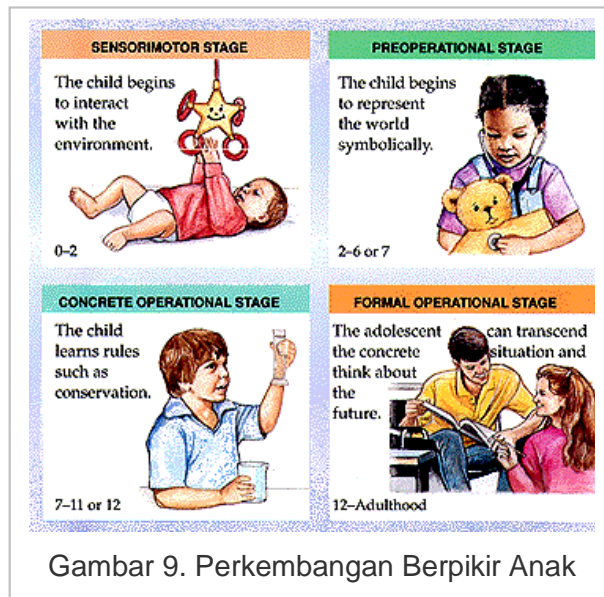 SENSORIMOTOR STAGE
The child begins
to interact
with the
environment.
0–2
PREOPERATIONAL STAGE
The child begins
to represent
the world
symbolically.
2–6 or 7
CONCRETE OPERATIONAL STAGE
The child
learns rules
such as
conservation.
7–11 or 12
FORMAL OPERATIONAL STAGE
The adolescent can transcend
the concrete situation and
think about
the
future.
12–Adulthood
Gambar 9. Perkembangan Berpikir Anak